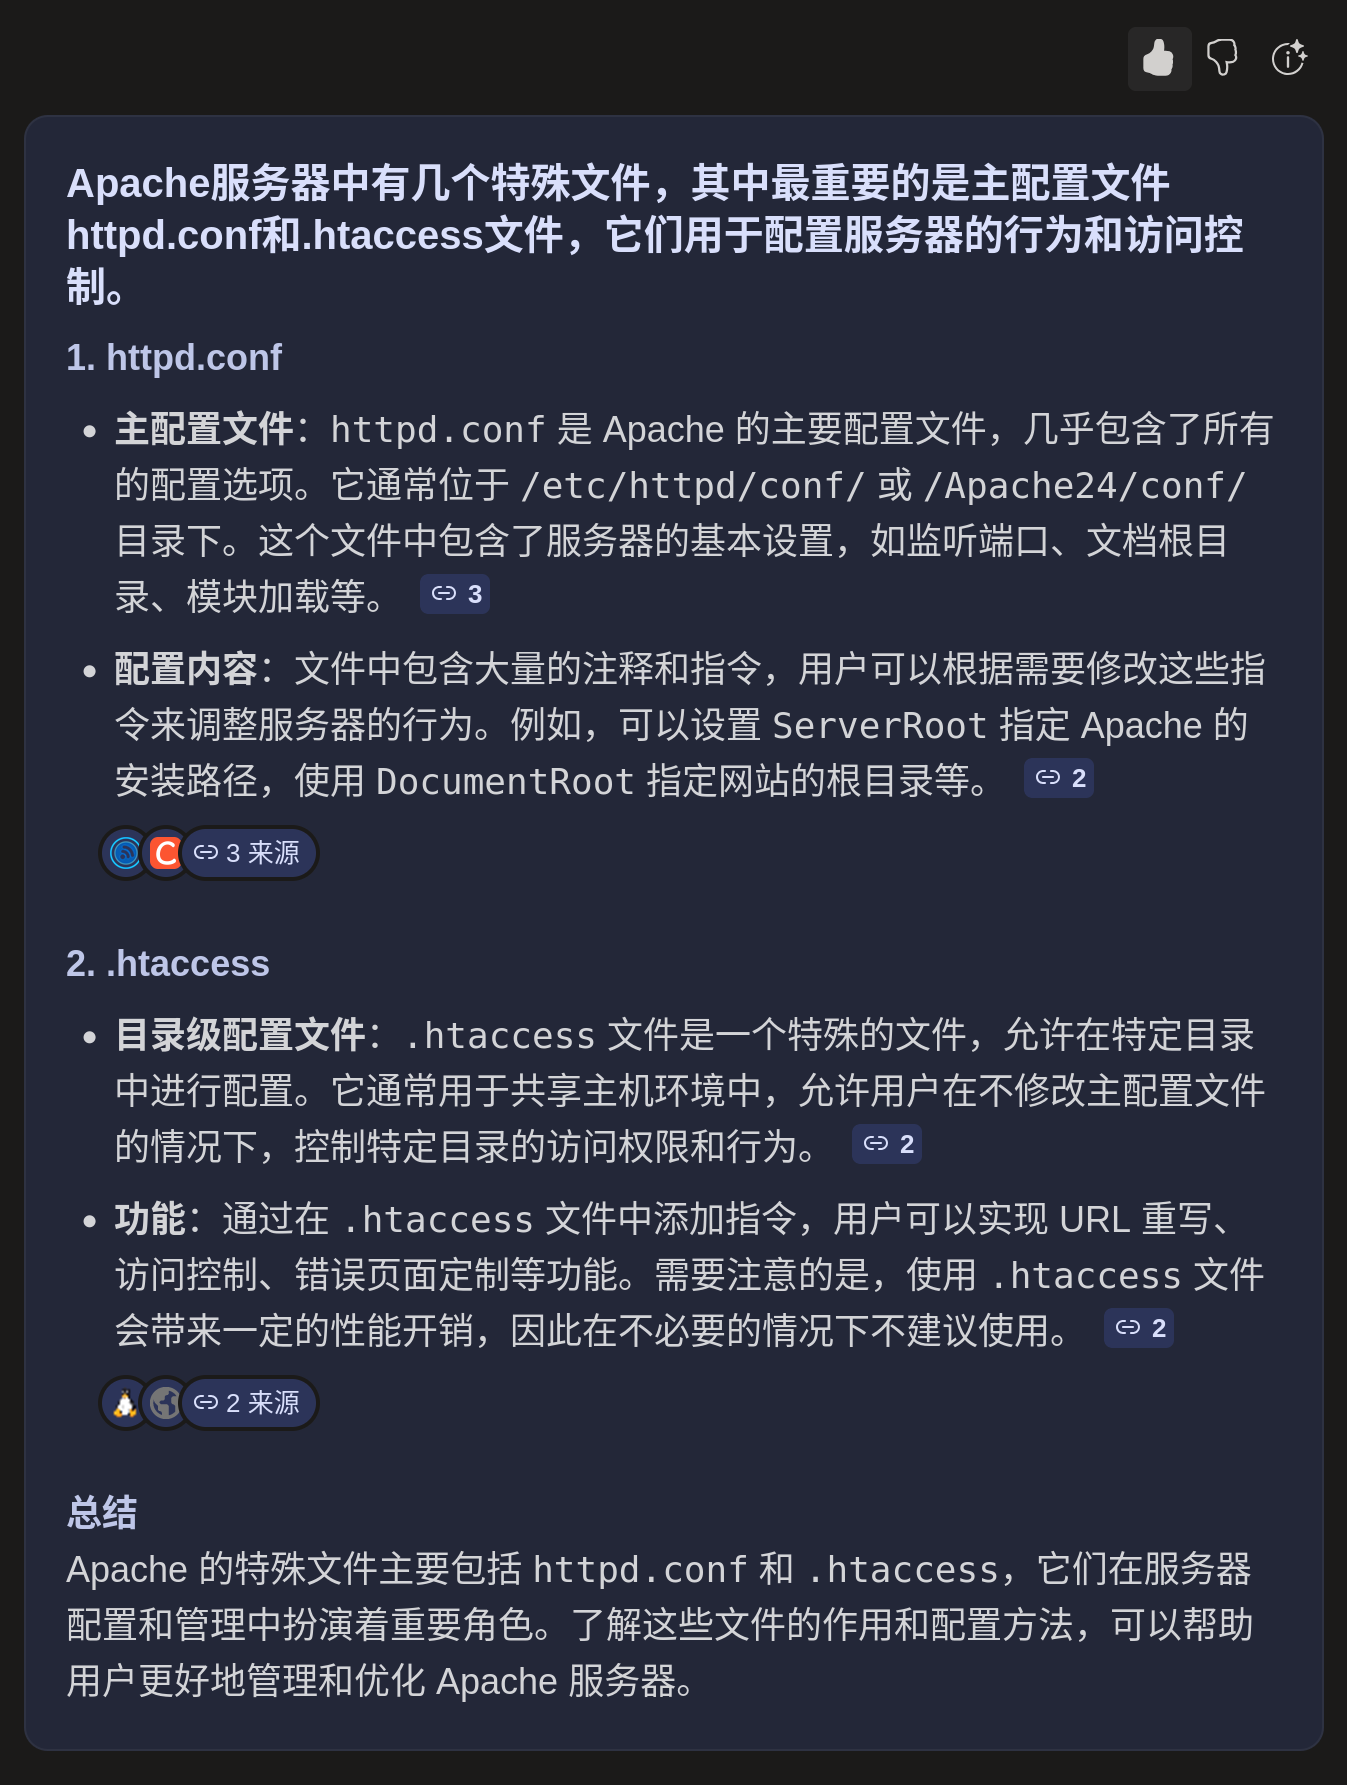 Apache服务器中有几个特殊文件，其中最重要的是主配置文件
httpd.conf和.htaccess文件，它们用于配置服务器的行为和访问控
制。
1. httpd.conf
• 主配置文件：httpd.conf 是 Apache 的主要配置文件，几乎包含了所有
的配置选项。它通常位于 /etc/httpd/conf/ 或 /Apache24/conf/
目录下。这个文件中包含了服务器的基本设置，如监听端口、文档根目
录、模块加载等。 3
• 配置内容：文件中包含大量的注释和指令，用户可以根据需要修改这些指
令来调整服务器的行为。例如，可以设置 ServerRoot 指定 Apache 的
安装路径，使用 DocumentRoot 指定网站的根目录等。 2
C 3 来源
2. .htaccess
• 目录级配置文件：.htaccess 文件是一个特殊的文件，允许在特定目录
中进行配置。它通常用于共享主机环境中，允许用户在不修改主配置文件
的情况下，控制特定目录的访问权限和行为。 2
• 功能：通过在 .htaccess 文件中添加指令，用户可以实现 URL 重写、
访问控制、错误页面定制等功能。需要注意的是，使用 .htaccess 文件
会带来一定的性能开销，因此在不必要的情况下不建议使用。 2
2 来源
总结
Apache 的特殊文件主要包括 httpd.conf 和 .htaccess，它们在服务器
配置和管理中扮演着重要角色。了解这些文件的作用和配置方法，可以帮助
用户更好地管理和优化 Apache 服务器。